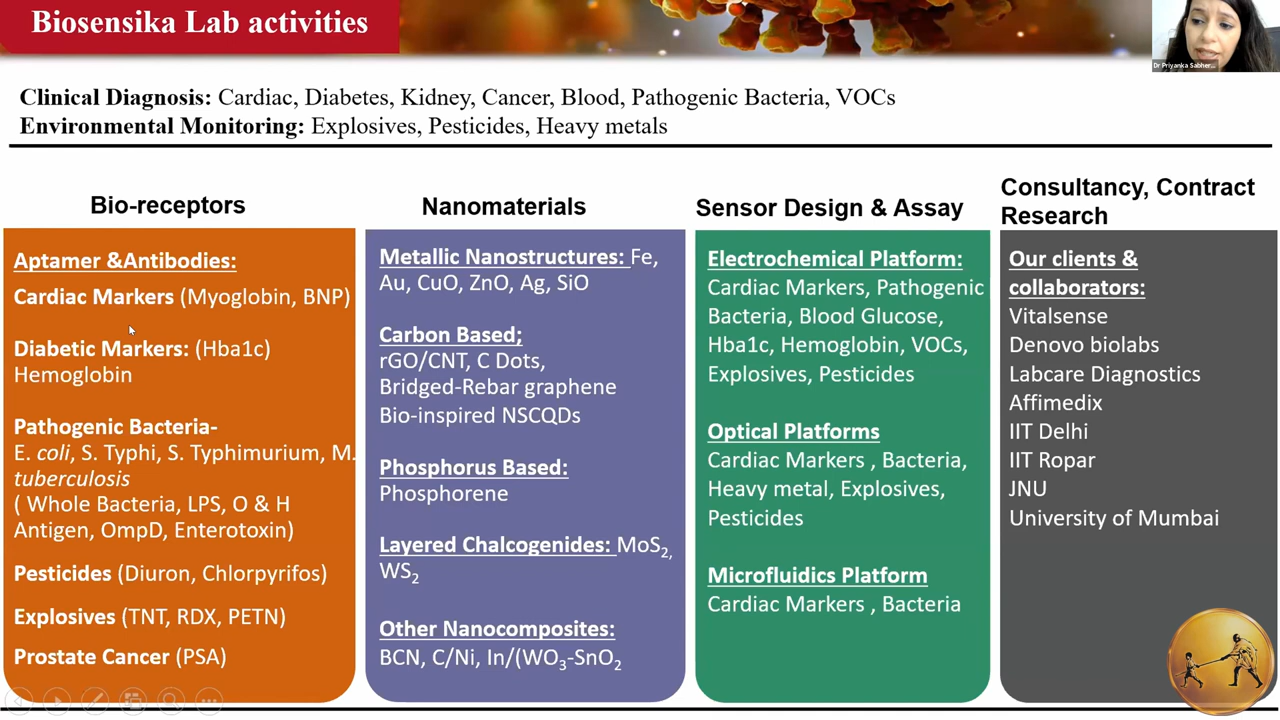 Biosensika Lab activities
Dr Priyanka Sabher...
Clinical Diagnosis: Cardiac, Diabetes, Kidney, Cancer, Blood, Pathogenic Bacteria, VOCs
Environmental Monitoring: Explosives, Pesticides, Heavy metals
Bio-receptors
Aptamer &Antibodies:
Cardiac Markers (Myoglobin, BNP)
Diabetic Markers: (Hba1c)
Hemoglobin
Pathogenic Bacteria-
E. coli, S. Typhi, S. Typhimurium, M.
tuberculosis
( Whole Bacteria, LPS, O & H
Antigen, OmpD, Enterotoxin)
Pesticides (Diuron, Chlorpyrifos)
Explosives (TNT, RDX, PETN)
Prostate Cancer (PSA)
Nanomaterials
Metallic Nanostructures: Fe,
Au, CuO, ZnO, Ag, SiO
Carbon Based;
rGO/CNT, C Dots,
Bridged-Rebar graphene
Bio-inspired NSCQDs
Phosphorus Based:
Phosphorene
Layered Chalcogenides: MoS₂,
WS₂
Other Nanocomposites:
BCN, C/Ni, In/(WO₃-SnO₂
Sensor Design & Assay
Electrochemical Platform:
Cardiac Markers, Pathogenic
Bacteria, Blood Glucose,
Hba1c, Hemoglobin, VOCs,
Explosives, Pesticides
Optical Platforms
Cardiac Markers , Bacteria,
Heavy metal, Explosives,
Pesticides
Microfluidics Platform
Cardiac Markers , Bacteria
Consultancy, Contract
Research
Our clients &
collaborators:
Vitalsense
Denovo biolabs
Labcare Diagnostics
Affimedix
IIT Delhi
IIT Ropar
JNU
University of Mumbai